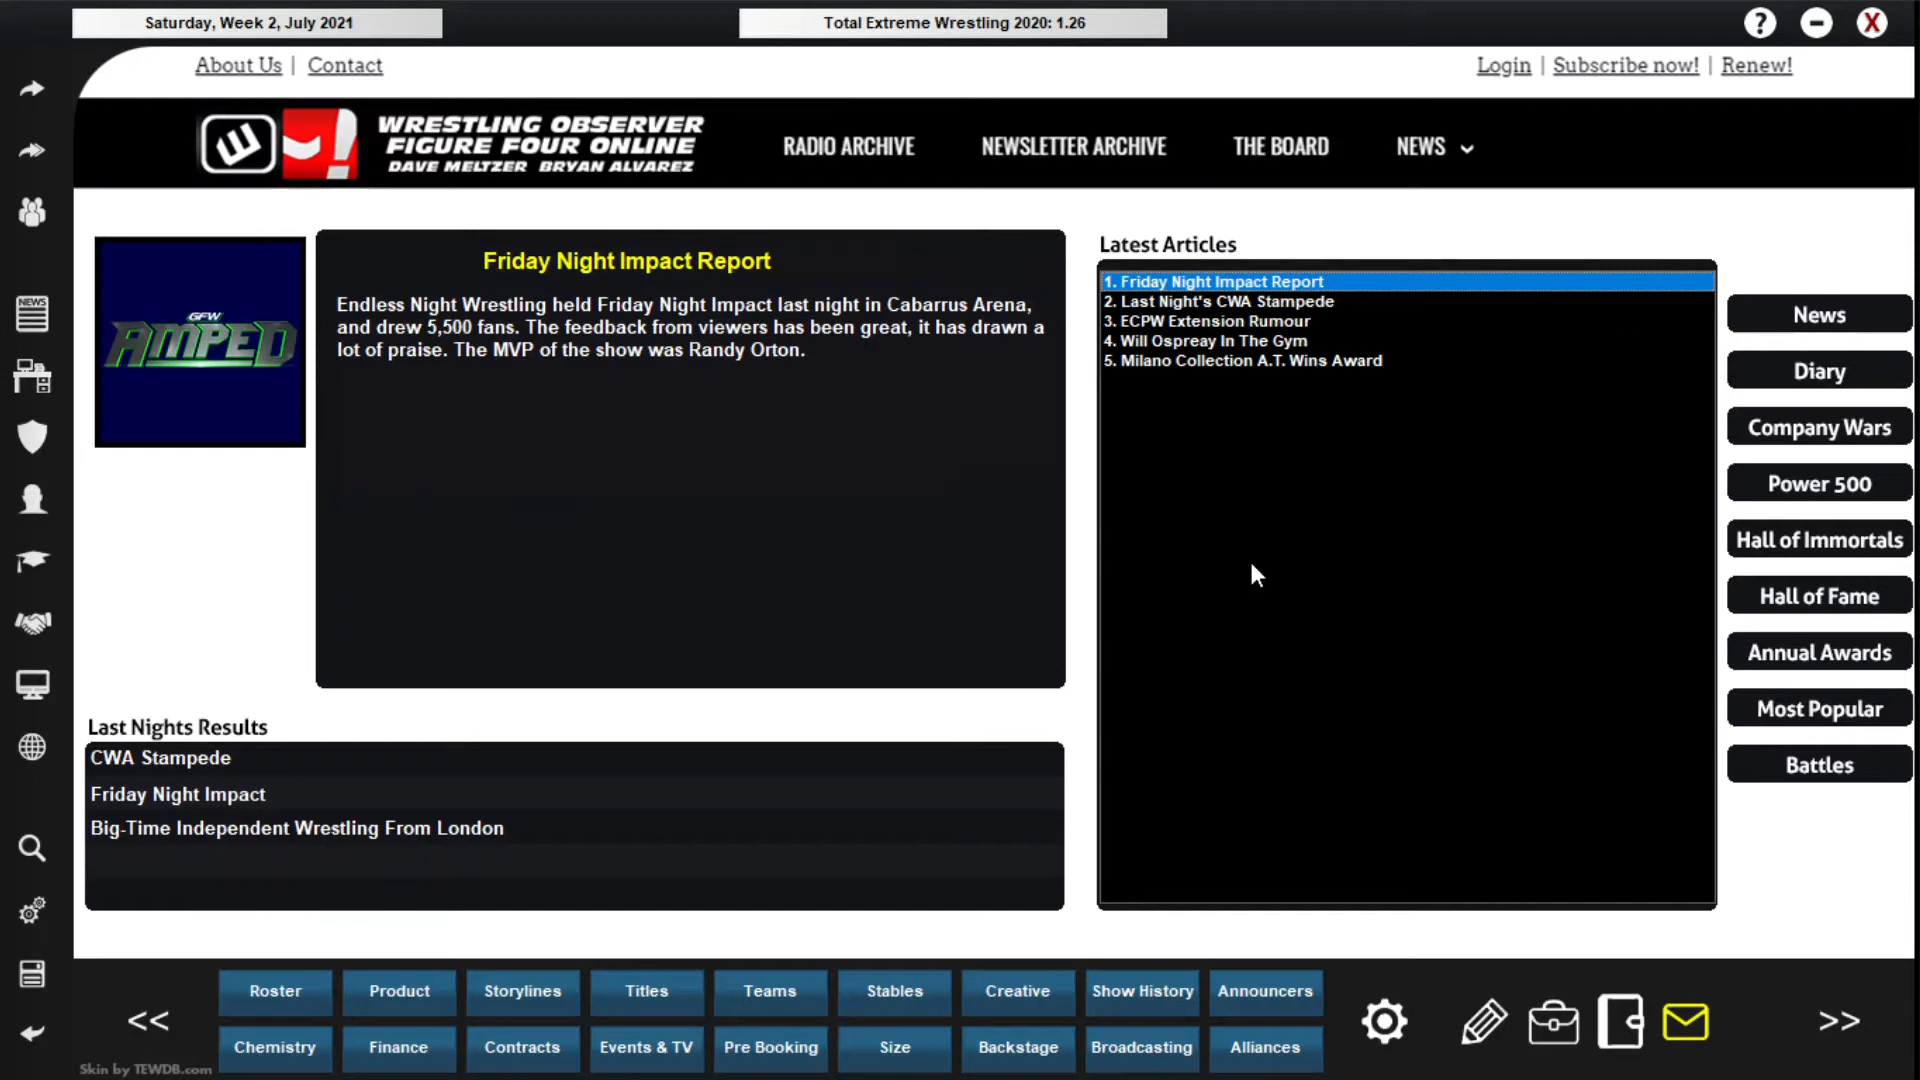 Saturday, Week 2, July 2021
Total Extreme Wrestling 2020: 1.26
?
X
About Us | Contact
Login | Subscribe now! | Renew!
WRESTLING OBSERVER
FIGURE FOUR ONLINE
DAVE MELTZER BRYAN ALVAREZ
RADIO ARCHIVE
NEWSLETTER ARCHIVE
THE BOARD
NEWS
NEWS
GFW
AMPED
Friday Night Impact Report
Endless Night Wrestling held Friday Night Impact last night in Cabarrus Arena,
and drew 5,500 fans. The feedback from viewers has been great, it has drawn a
lot of praise. The MVP of the show was Randy Orton.
Latest Articles
1. Friday Night Impact Report
2. Last Night's CWA Stampede
3. ECPW Extension Rumour
4. Will Ospreay In The Gym
5. Milano Collection A.T. Wins Award
News
Diary
Company Wars
Power 500
Hall of Immortals
Hall of Fame
Annual Awards
Most Popular
Battles
Last Nights Results
CWA Stampede
Friday Night Impact
Big-Time Independent Wrestling From London
<<
Roster
Product
Storylines
Titles
Teams
Stables
Creative
Show History
Announcers
>>
Chemistry
Finance
Contracts
Events & TV
Pre Booking
Size
Backstage
Broadcasting
Alliances
Skin by TEWDB.com